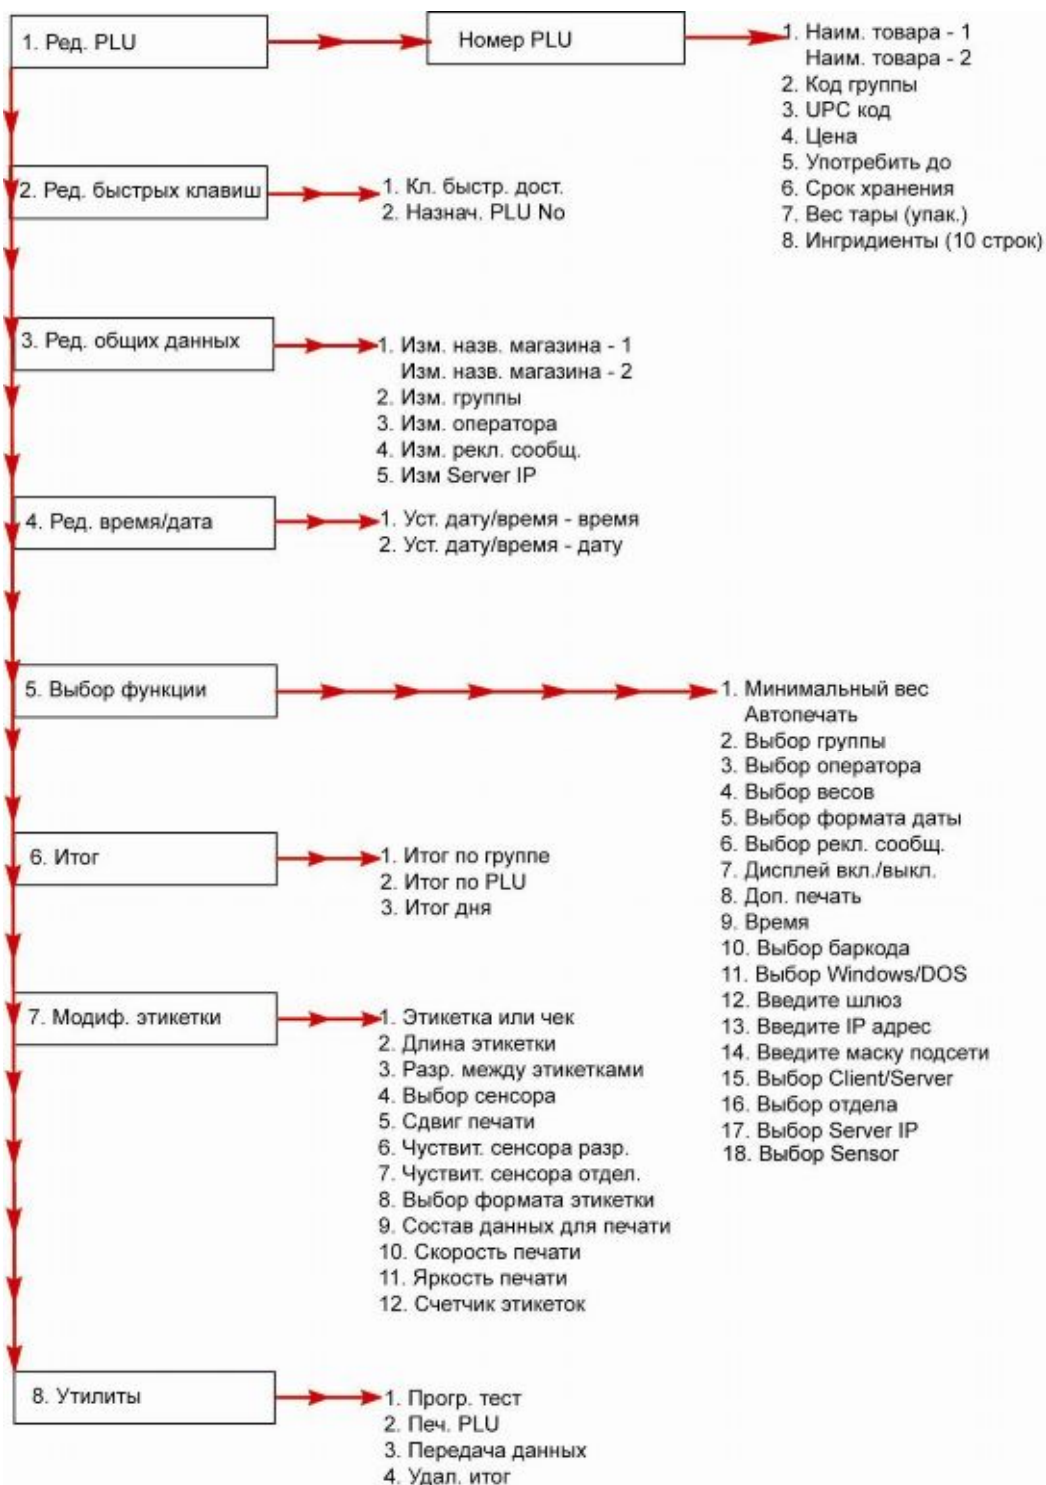 1. Ред. PLU
Номер PLU
1. Наим. товара - 1
Наим. товара - 2
2. Код группы
3. UPC код
4. Цена
5. Употребить до
6. Срок хранения
7. Вес тары (упак.)
8. Ингридиенты (10 строк)
2. Ред. быстрых клавиш
1. Кл. быстр. дост.
2. Назнач. PLU No
3. Ред. общих данных
1. Изм. назв. магазина - 1
Изм. назв. магазина - 2
2. Изм. группы
3. Изм. оператора
4. Изм. рекл. сообщ.
5. Изм Server IP
4. Ред. время/дата
1. Уст. дату/время - время
2. Уст. дату/время - дату
5. Выбор функции
1. Минимальный вес
Автопечать
2. Выбор группы
3. Выбор оператора
4. Выбор весов
5. Выбор формата даты
6. Выбор рекл. сообщ.
7. Дисплей вкл./выкл.
8. Доп. печать
9. Время
10. Выбор баркода
11. Выбор Windows/DOS
12. Введите шлюз
13. Введите IP адрес
14. Введите маску подсети
15. Выбор Client/Server
16. Выбор отдела
17. Выбор Server IP
18. Выбор Sensor
6. Итог
1. Итог по группе
2. Итог по PLU
3. Итог дня
7. Модиф. этикетки
1. Этикетка или чек
2. Длина этикетки
3. Разр. между этикетками
4. Выбор сенсора
5. Сдвиг печати
6. Чуствит. сенсора разр.
7. Чуствит. сенсора отдел.
8. Выбор формата этикетки
9. Состав данных для печати
10. Скорость печати
11. Яркость печати
12. Счетчик этикеток
8. Утилиты
1. Прогр. тест
2. Печ. PLU
3. Передача данных
4. Удал. итог